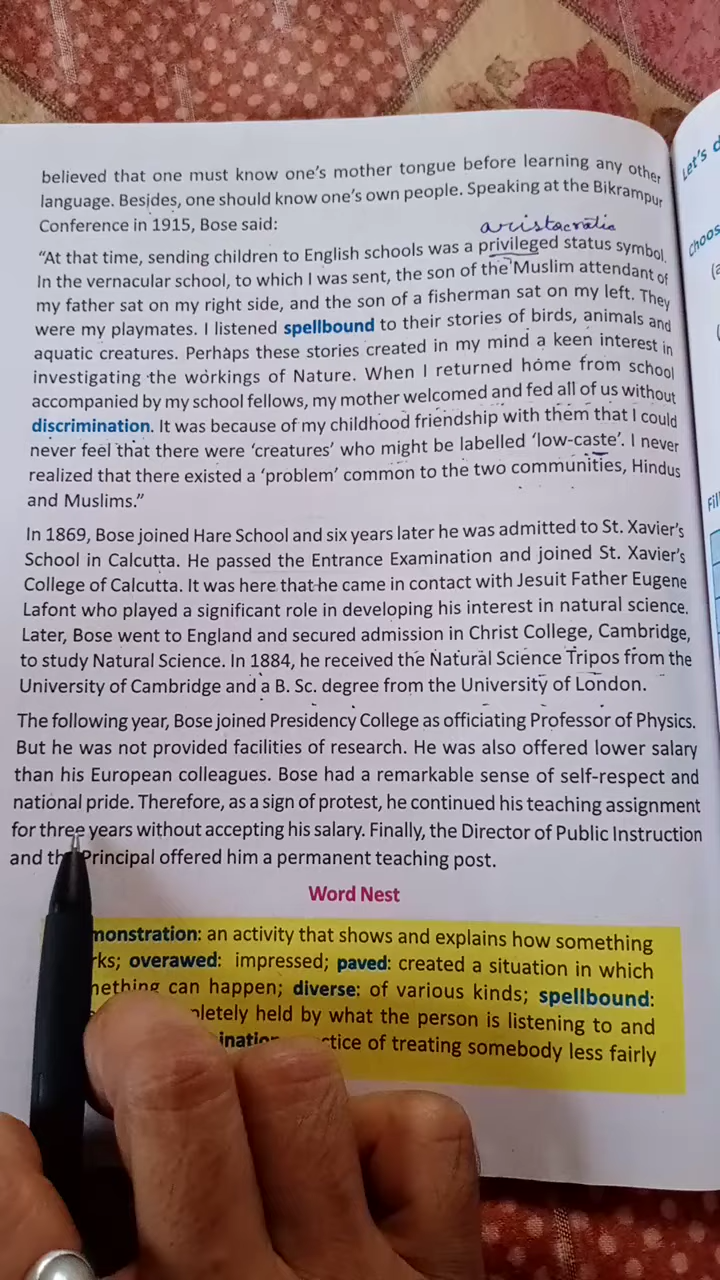 believed that one must know one's mother tongue before learning any other
language. Besides, one should know one's own people. Speaking at the Bikrampur
Conference in 1915, Bose said:
aristocratic
"At that time, sending children to English schools was a privileged status symbol.
In the vernacular school, to which I was sent, the son of the Muslim attendant of
my father sat on my right side, and the son of a fisherman sat on my left. They
were my playmates. I listened spellbound to their stories of birds, animals and
aquatic creatures. Perhaps these stories created in my mind a keen interest in
investigating the workings of Nature. When I returned home from school
accompanied by my school fellows, my mother welcomed and fed all of us without
discrimination. It was because of my childhood friendship with them that I could
never feel that there were 'creatures' who might be labelled 'low-caste'. I never
realized that there existed a 'problem' common to the two communities, Hindus
and Muslims."
In 1869, Bose joined Hare School and six years later he was admitted to St. Xavier's
School in Calcutta. He passed the Entrance Examination and joined St. Xavier's
College of Calcutta. It was here that he came in contact with Jesuit Father Eugene
Lafont who played a significant role in developing his interest in natural science.
Later, Bose went to England and secured admission in Christ College, Cambridge,
to study Natural Science. In 1884, he received the Natural Science Tripos from the
University of Cambridge and a B. Sc. degree from the University of London.
The following year, Bose joined Presidency College as officiating Professor of Physics.
But he was not provided facilities of research. He was also offered lower salary
than his European colleagues. Bose had a remarkable sense of self-respect and
national pride. Therefore, as a sign of protest, he continued his teaching assignment
for three years without accepting his salary. Finally, the Director of Public Instruction
and the Principal offered him a permanent teaching post.
Word Nest
monstration: an activity that shows and explains how something
rks; overawed: impressed; paved: created a situation in which
mething can happen; diverse: of various kinds; spellbound:
pletely held by what the person is listening to and
ination ctice of treating somebody less fairly
Let's d
Choos
(a
Fil